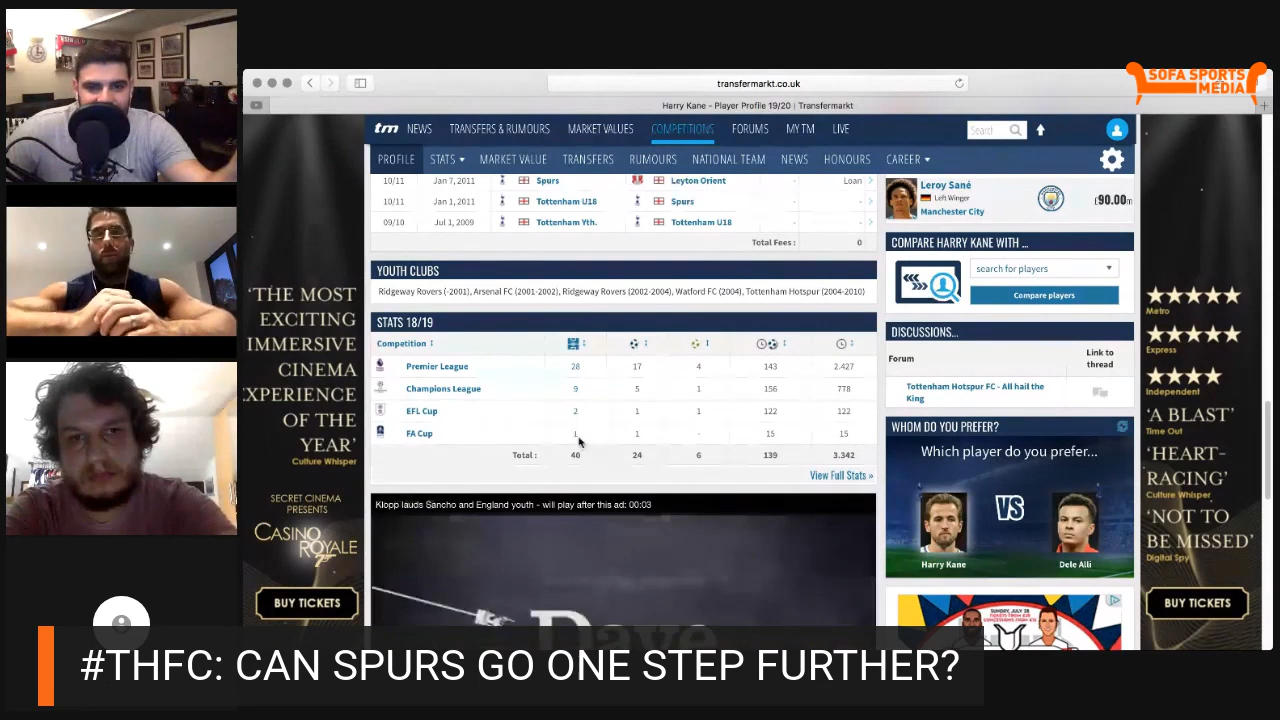 SOFA SPORTS
MEDIA
transfermarkt.co.uk
Harry Kane - Player Profile 19/20 | Transfermarkt
tm NEWS TRANSFERS & RUMOURS MARKET VALUES COMPETITIONS FORUMS MY TM LIVE Search
PROFILE STATS MARKET VALUE TRANSFERS RUMOURS NATIONAL TEAM NEWS HONOURS CAREER
10/11 Jan 7, 2011 Spurs Leyton Orient - Loan
10/11 Jan 1, 2011 Tottenham U18 Spurs - -
09/10 Jul 1, 2009 Tottenham Yth. Tottenham U18 - -
Total Fees : 0
YOUTH CLUBS
Ridgeway Rovers (-2001), Arsenal FC (2001-2002), Ridgeway Rovers (2002-2004), Watford FC (2004), Tottenham Hotspur (2004-2010)
STATS 18/19
Competition
Premier League 28 17 4 143 2.427
Champions League 9 5 1 156 778
EFL Cup 2 1 1 122 122
FA Cup 1 1 - 15 15
Total : 40 24 6 139 3.342
View Full Stats »
Klopp lauds Sancho and England youth - will play after this ad: 00:03
Dave
Leroy Sané
Left Winger
Manchester City
£90.00m
COMPARE HARRY KANE WITH ...
search for players
Compare players
DISCUSSIONS...
Forum
Link to
thread
Tottenham Hotspur FC - All hail the
King
WHOM DO YOU PREFER?
Which player do you prefer...
VS
Harry Kane
Dele Alli
SUNDAY, JULY 28
‘THE MOST
EXCITING
IMMERSIVE
CINEMA
EXPERIENCE
OF THE
YEAR’
Culture Whisper
SECRET CINEMA
PRESENTS
CASINO
ROYALE
007
BUY TICKETS
★★★★★
Metro
★★★★★
Express
★★★★
Independent
‘A BLAST’
Time Out
‘HEART-
RACING’
Culture Whisper
‘NOT TO
BE MISSED’
Digital Spy
BUY TICKETS
#THFC: CAN SPURS GO ONE STEP FURTHER?